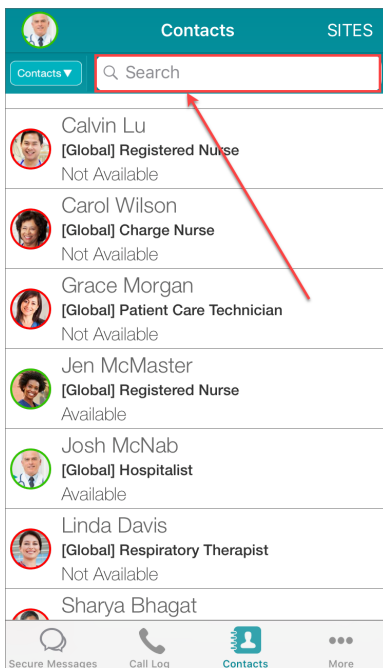 Contacts
SITES
Contacts ▼
Search
Calvin Lu
[Global] Registered Nurse
Not Available
Carol Wilson
[Global] Charge Nurse
Not Available
Grace Morgan
[Global] Patient Care Technician
Not Available
Jen McMaster
[Global] Registered Nurse
Available
Josh McNab
[Global] Hospitalist
Available
Linda Davis
[Global] Respiratory Therapist
Not Available
Sharya Bhagat
Secure Messages
Call Log
Contacts
More